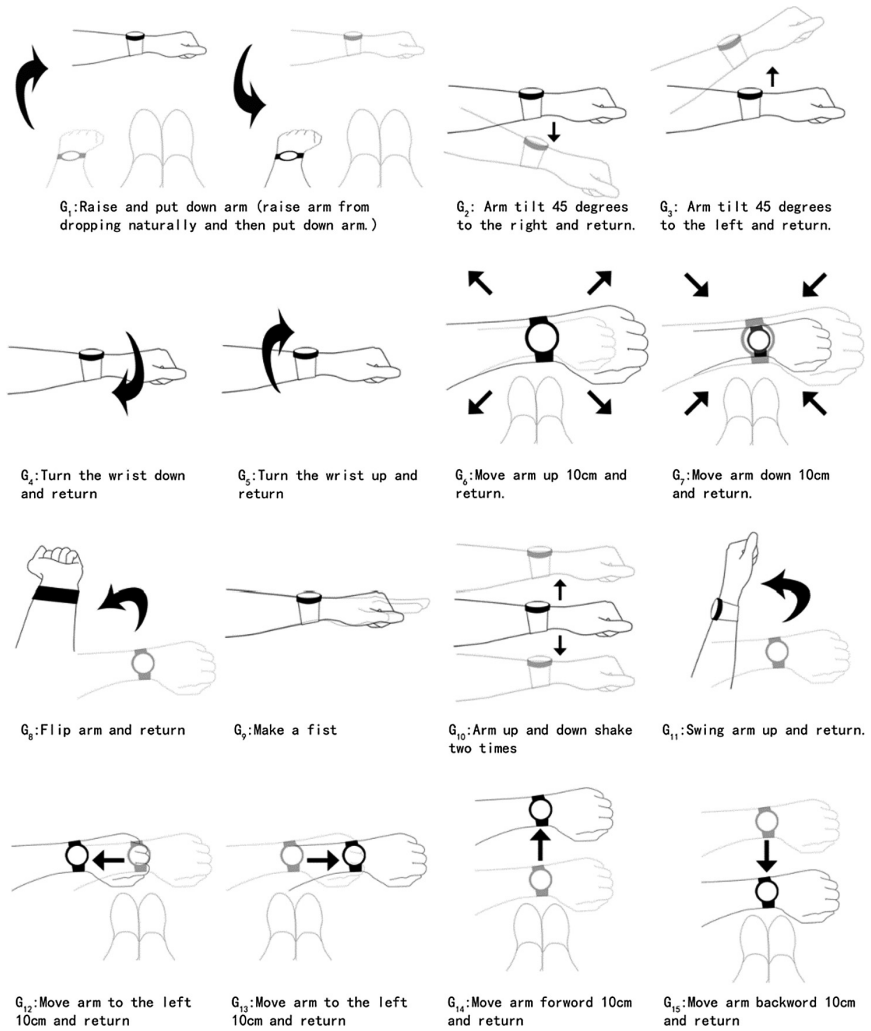 G1:Raise and put down arm (raise arm from
dropping naturally and then put down arm.)
G2: Arm tilt 45 degrees
to the right and return.
G3: Arm tilt 45 degrees
to the left and return.
G4:Turn the wrist down
and return
G5:Turn the wrist up and
return
G6:Move arm up 10cm and
return.
G7:Move arm down 10cm
and return.
G8:Flip arm and return
G9:Make a fist
G10:Arm up and down shake
two times
G11:Swing arm up and return.
G12:Move arm to the left
10cm and return
G13:Move arm to the left
10cm and return
G14:Move arm forword 10cm
and return
G15:Move arm backword 10cm
and return